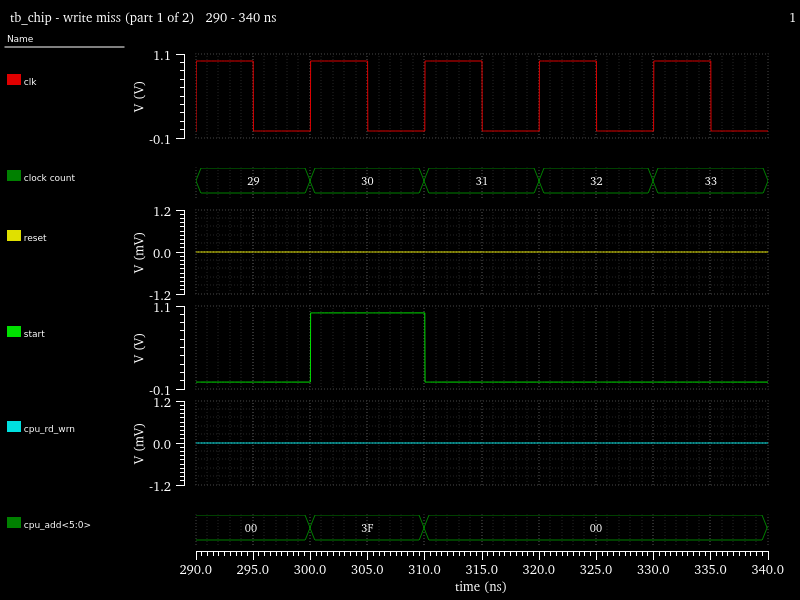 tb_chip - write miss (part 1 of 2)   290 - 340 ns
1
Name
clk
V (V)
1.1
-0.1
clock count
29 30 31 32 33
reset
V (mV)
1.2
0.0
-1.2
start
V (V)
1.1
-0.1
cpu_rd_wrn
V (mV)
1.2
0.0
-1.2
cpu_add<5:0>
00 3F 00
290.0 295.0 300.0 305.0 310.0 315.0 320.0 325.0 330.0 335.0 340.0
time (ns)